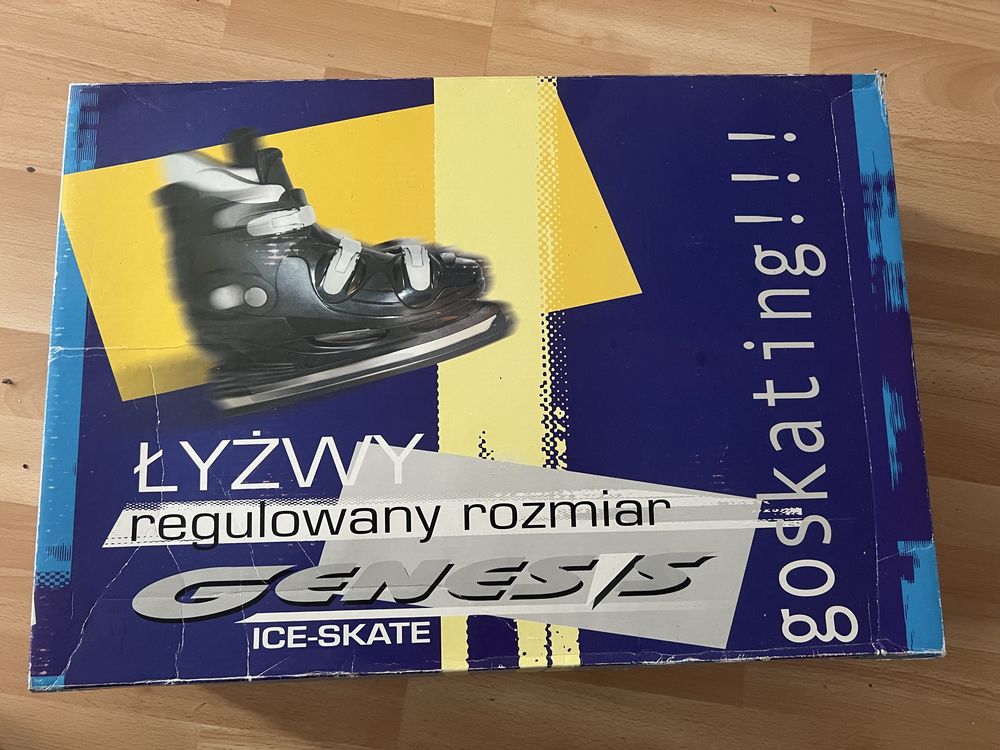 ŁYŻWY
regulowany rozmiar
GENESIS
ICE-SKATE
goskating!!!